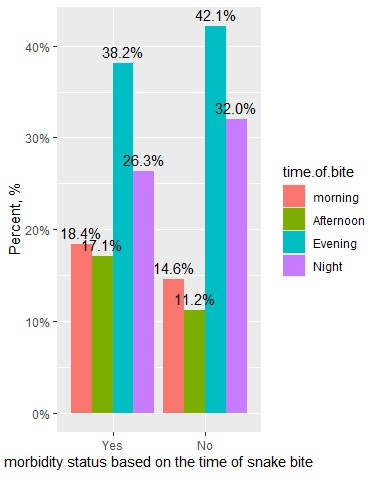 42.1%
40%
38.2%
32.0%
30%
26.3%
time.of.bite
morning
Afternoon
Evening
Night
Percent, %
20%
18.4%
17.1%
14.6%
11.2%
10%
0%
Yes No
morbidity status based on the time of snake bite